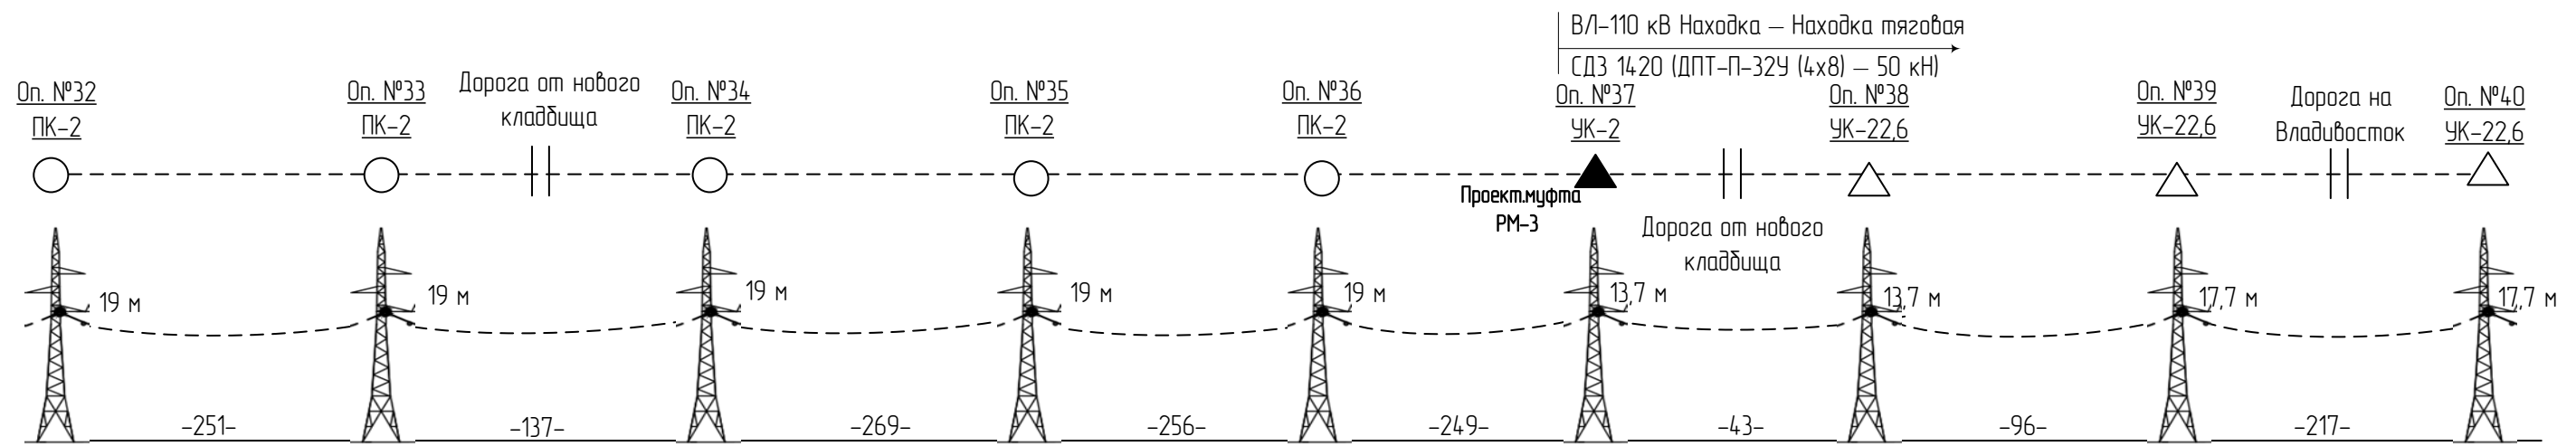 ВЛ-110 кВ Находка – Находка тяговая
СДЗ 1420 (ДПТ-П-32У (4х8) – 50 кН)
Оп. №32
ПК-2
Оп. №33
ПК-2
Дорога от нового
кладбища
Оп. №34
ПК-2
Оп. №35
ПК-2
Оп. №36
ПК-2
Оп. №37
УК-2
Оп. №38
УК-22,6
Оп. №39
УК-22,6
Дорога на
Владивосток
Оп. №40
УК-22,6
Проект.муфта
РМ-3
Дорога от нового
кладбища
19 м
19 м
19 м
19 м
19 м
13,7 м
13,7 м
17,7 м
17,7 м
-251-
-137-
-269-
-256-
-249-
-43-
-96-
-217-